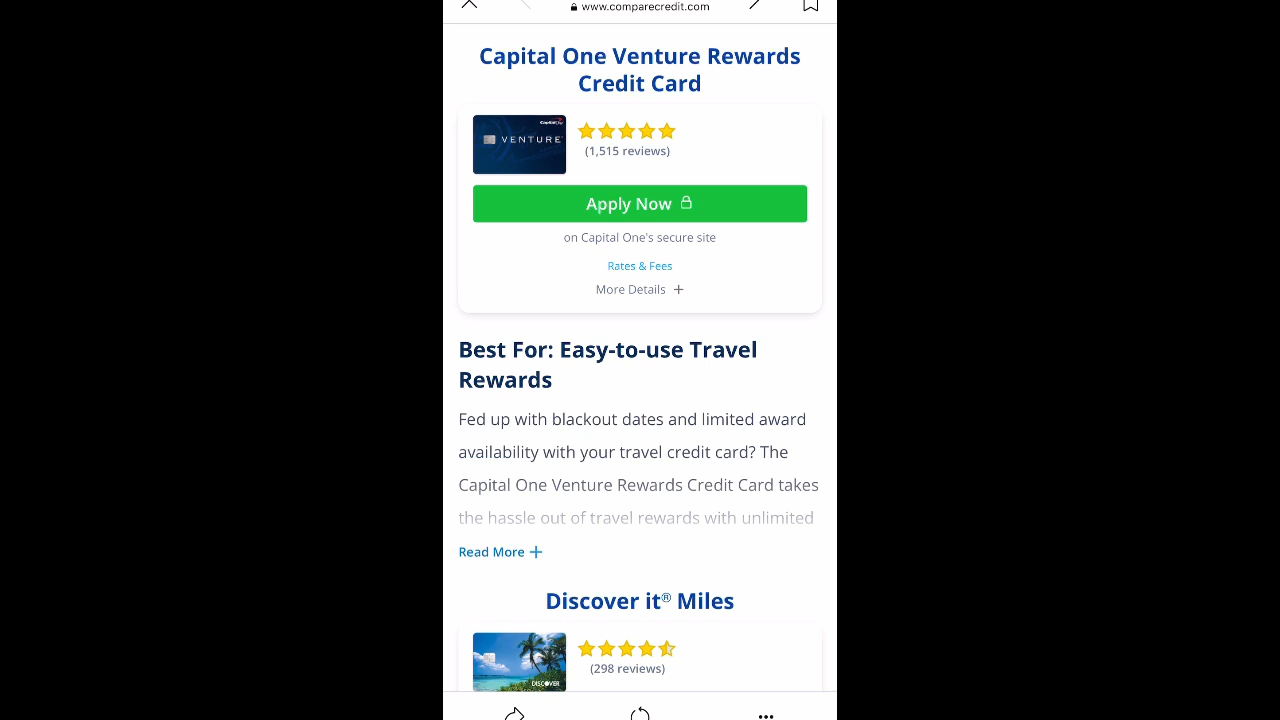 www.comparecredit.com
Capital One Venture Rewards
Credit Card
Capital One
VENTURE
(1,515 reviews)
Apply Now
on Capital One's secure site
Rates & Fees
More Details +
Best For: Easy-to-use Travel
Rewards
Fed up with blackout dates and limited award
availability with your travel credit card? The
Capital One Venture Rewards Credit Card takes
the hassle out of travel rewards with unlimited
Read More +
Discover it® Miles
DISCOVER
(298 reviews)